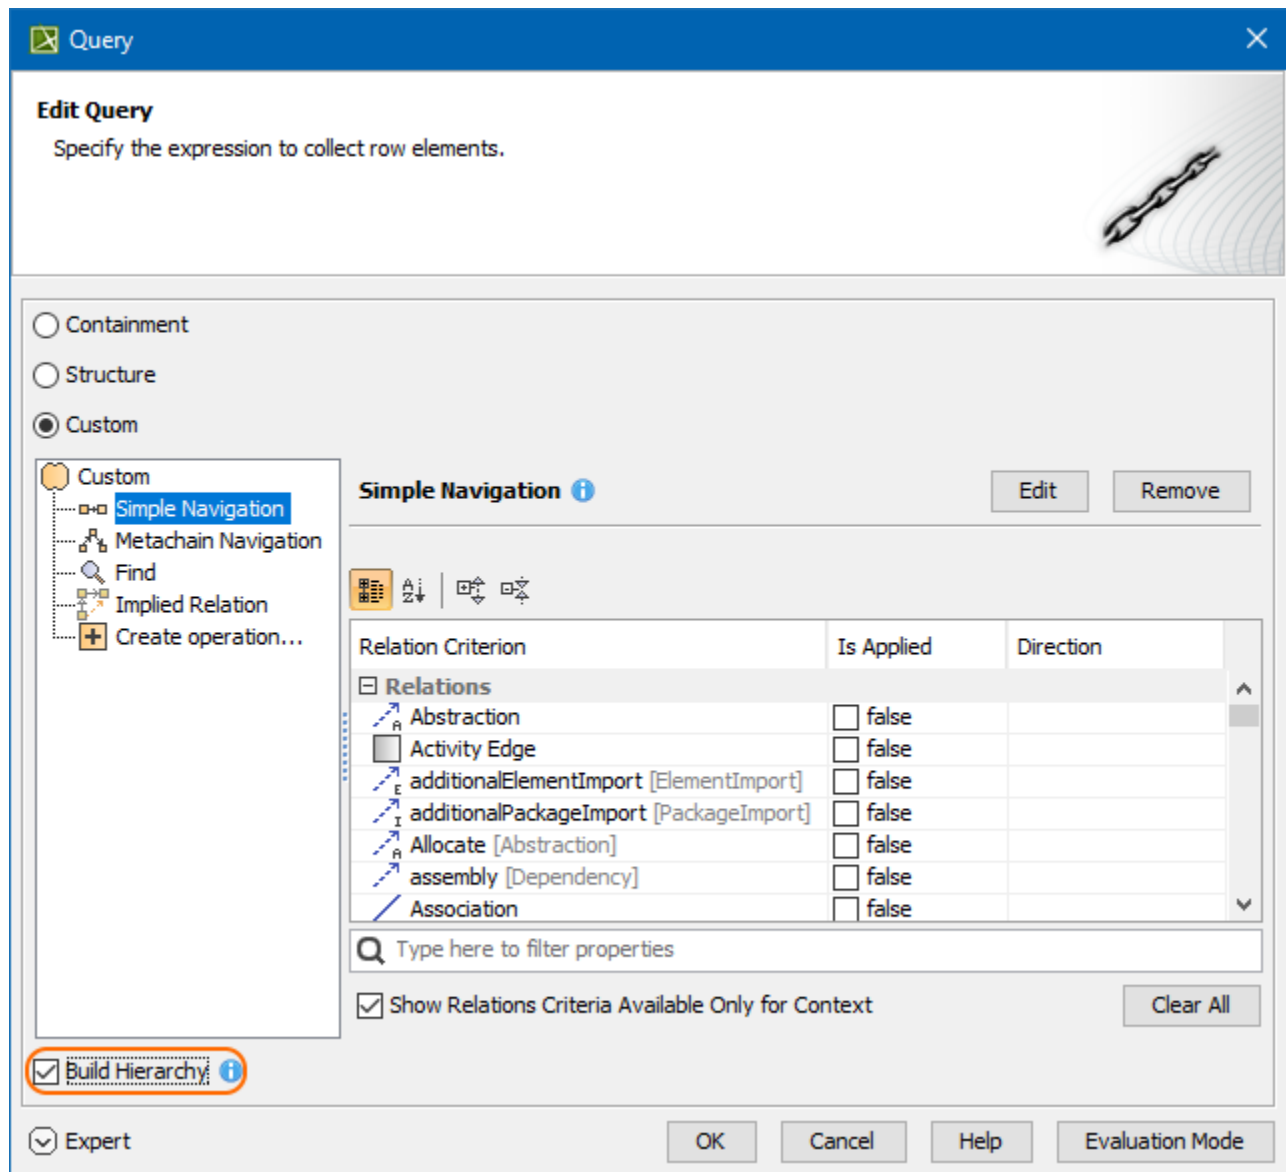 Query
Edit Query
Specify the expression to collect row elements.
Containment
Structure
Custom
Custom
Simple Navigation
Metachain Navigation
Find
Implied Relation
Create operation...
Simple Navigation
Edit
Remove
Relation Criterion Is Applied Direction
Relations
Abstraction false
Activity Edge false
additionalElementImport [ElementImport] false
additionalPackageImport [PackageImport] false
Allocate [Abstraction] false
assembly [Dependency] false
Association false
Type here to filter properties
Show Relations Criteria Available Only for Context
Clear All
Build Hierarchy
Expert
OK
Cancel
Help
Evaluation Mode